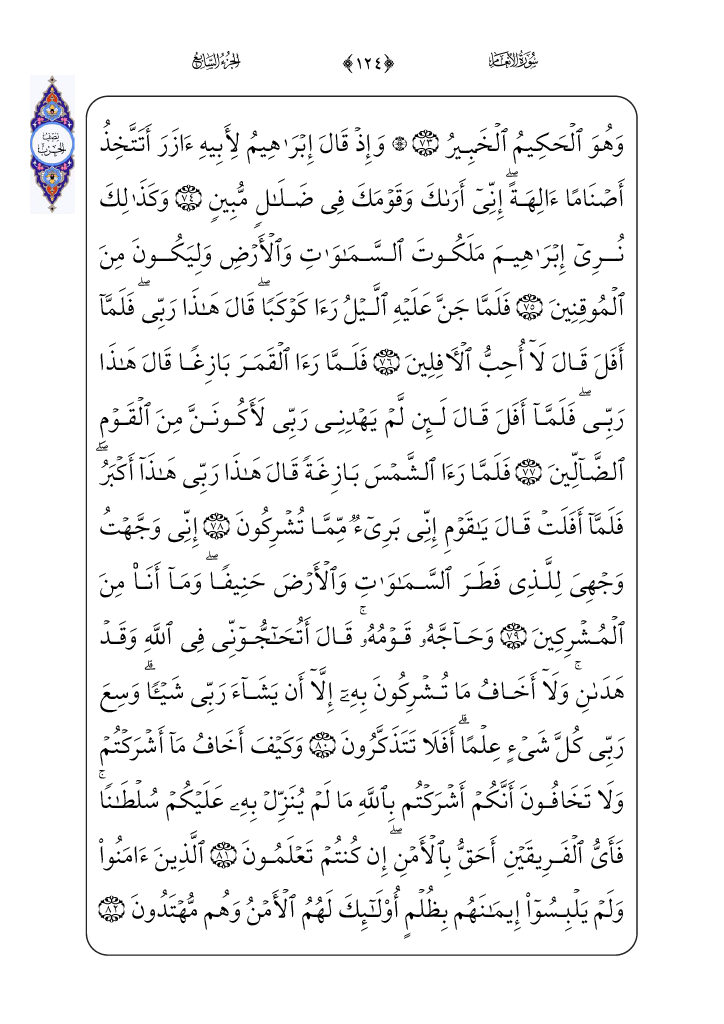 سُورَةُ الأَنْعَامِ ﴿١٢٤﴾ الجُزْءُ السَّابِعُ
نِصْفُ
الحِزْبِ
وَهُوَ ٱلْحَكِيمُ ٱلْخَبِيرُ ٧٣ ۞ وَإِذْ قَالَ إِبْرَٰهِيمُ لِأَبِيهِ ءَازَرَ أَتَتَّخِذُ
أَصْنَامًا ءَالِهَةً ۖ إِنِّىٓ أَرَىٰكَ وَقَوْمَكَ فِى ضَلَـٰلٍ مُّبِينٍ ٧٤ وَكَذَٰلِكَ
نُرِىٓ إِبْرَٰهِيمَ مَلَكُوتَ ٱلسَّمَـٰوَٰتِ وَٱلْأَرْضِ وَلِيَكُونَ مِنَ
ٱلْمُوقِنِينَ ٧٥ فَلَمَّا جَنَّ عَلَيْهِ ٱلَّيْلُ رَءَا كَوْكَبًا ۖ قَالَ هَـٰذَا رَبِّى ۖ فَلَمَّآ
أَفَلَ قَالَ لَآ أُحِبُّ ٱلْـَٔافِلِينَ ٧٦ فَلَمَّا رَءَا ٱلْقَمَرَ بَازِغًا قَالَ هَـٰذَا
رَبِّى ۖ فَلَمَّآ أَفَلَ قَالَ لَئِن لَّمْ يَهْدِنِى رَبِّى لَأَكُونَنَّ مِنَ ٱلْقَوْمِ
ٱلضَّآلِّينَ ٧٧ فَلَمَّا رَءَا ٱلشَّمْسَ بَازِغَةً قَالَ هَـٰذَا رَبِّى هَـٰذَآ أَكْبَرُ ۖ
فَلَمَّآ أَفَلَتْ قَالَ يَـٰقَوْمِ إِنِّى بَرِىٓءٌ مِّمَّا تُشْرِكُونَ ٧٨ إِنِّى وَجَّهْتُ
وَجْهِىَ لِلَّذِى فَطَرَ ٱلسَّمَـٰوَٰتِ وَٱلْأَرْضَ حَنِيفًا ۖ وَمَآ أَنَا۠ مِنَ
ٱلْمُشْرِكِينَ ٧٩ وَحَآجَّهُۥ قَوْمُهُۥ ۚ قَالَ أَتُحَـٰٓجُّوٓنِّى فِى ٱللَّهِ وَقَدْ
هَدَىٰنِ ۚ وَلَآ أَخَافُ مَا تُشْرِكُونَ بِهِۦٓ إِلَّآ أَن يَشَآءَ رَبِّى شَيْـًٔا ۗ وَسِعَ
رَبِّى كُلَّ شَىْءٍ عِلْمًا ۗ أَفَلَا تَتَذَكَّرُونَ ٨٠ وَكَيْفَ أَخَافُ مَآ أَشْرَكْتُمْ
وَلَا تَخَافُونَ أَنَّكُمْ أَشْرَكْتُم بِٱللَّهِ مَا لَمْ يُنَزِّلْ بِهِۦ عَلَيْكُمْ سُلْطَـٰنًا ۚ
فَأَىُّ ٱلْفَرِيقَيْنِ أَحَقُّ بِٱلْأَمْنِ ۖ إِن كُنتُمْ تَعْلَمُونَ ٨١ ٱلَّذِينَ ءَامَنُوا۟
وَلَمْ يَلْبِسُوٓا۟ إِيمَـٰنَهُم بِظُلْمٍ أُو۟لَـٰٓئِكَ لَهُمُ ٱلْأَمْنُ وَهُم مُّهْتَدُونَ ٨٢